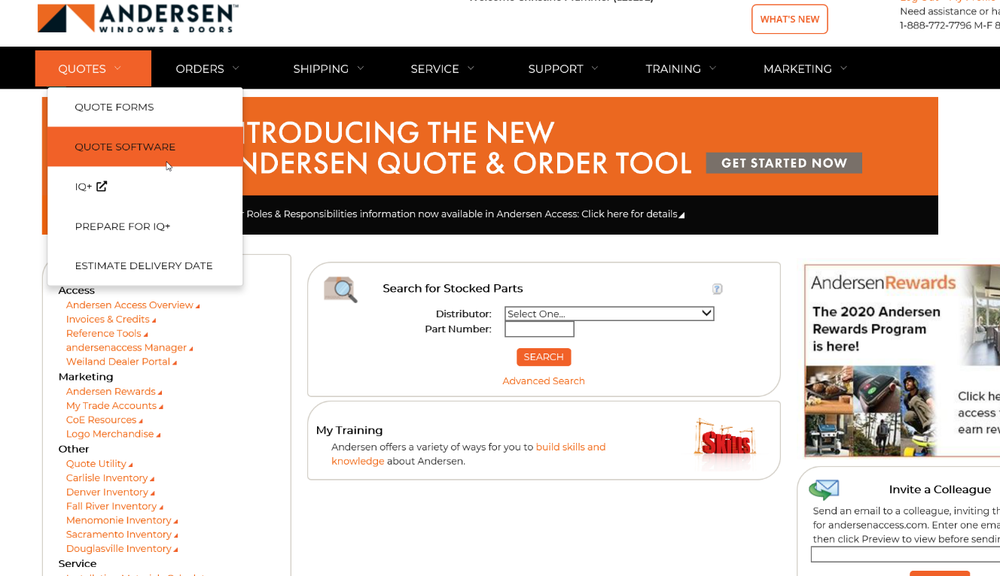 ANDERSEN
WINDOWS & DOORS
WHAT'S NEW
Need assistance or
1-888-772-7796 M-F 8
QUOTES
ORDERS
SHIPPING
SERVICE
SUPPORT
TRAINING
MARKETING
QUOTE FORMS
QUOTE SOFTWARE
IQ+
PREPARE FOR IQ+
ESTIMATE DELIVERY DATE
TRODUCING THE NEW
NDERSEN QUOTE & ORDER TOOL
GET STARTED NOW
Roles & Responsibilities information now available in Andersen Access: Click here for details
Access
Andersen Access Overview
Invoices & Credits
Reference Tools
andersenaccess Manager
Weiland Dealer Portal
Marketing
Andersen Rewards
My Trade Accounts
CoE Resources
Logo Merchandise
Other
Quote Utility
Carlisle Inventory
Denver Inventory
Fall River Inventory
Menomonie Inventory
Sacramento Inventory
Douglasville Inventory
Service
Search for Stocked Parts
?
Distributor: Select One...
Part Number:
SEARCH
Advanced Search
My Training
Andersen offers a variety of ways for you to build skills and
knowledge about Andersen.
Skills
AndersenRewards
The 2020 Andersen
Rewards Program
is here!
Click he
access
earn rew
Invite a Colleague
Send an email to a colleague, inviting th
for andersenaccess.com. Enter one ema
then click Preview to view before sendin